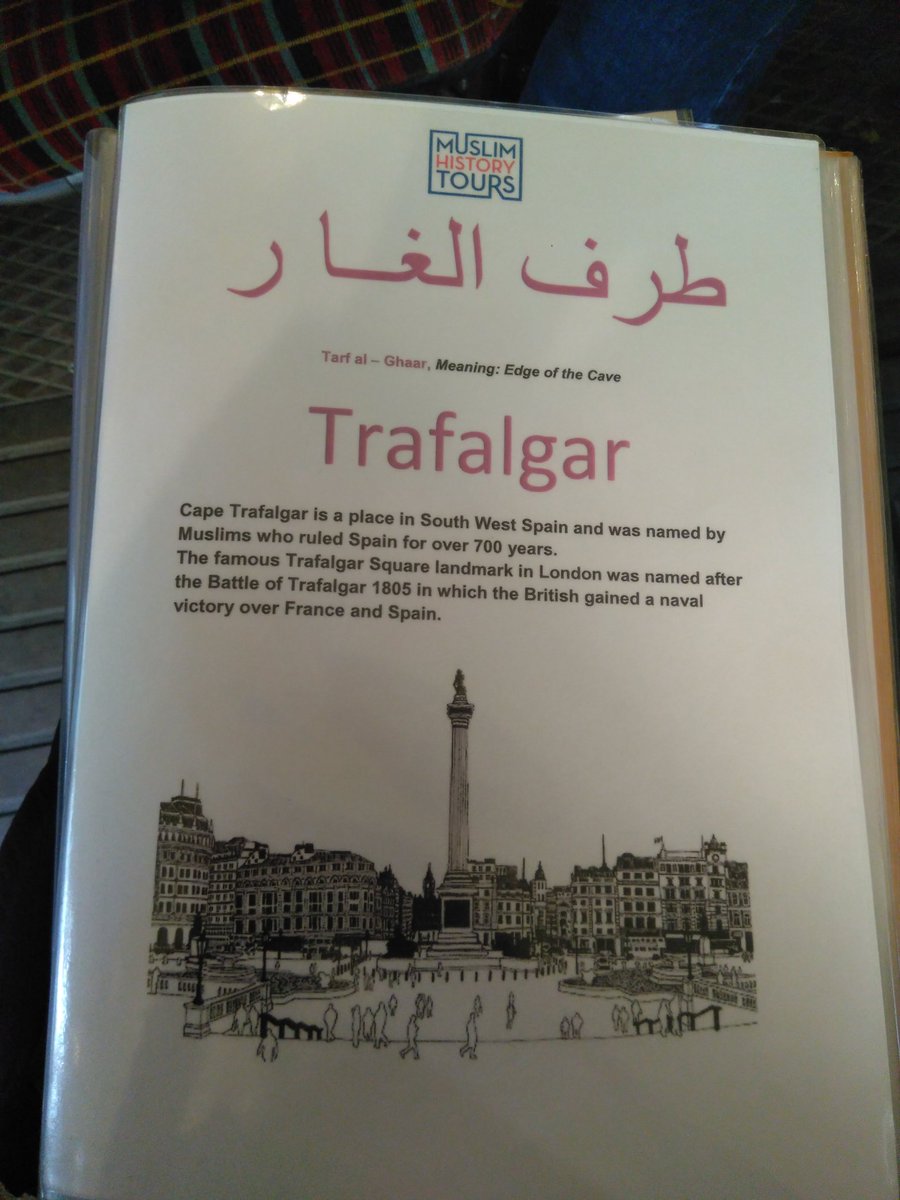 MUSLIM
HISTORY
TOURS
طرف الغار
Tarf al – Ghaar, Meaning: Edge of the Cave
Trafalgar
Cape Trafalgar is a place in South West Spain and was named by
Muslims who ruled Spain for over 700 years.
The famous Trafalgar Square landmark in London was named after
the Battle of Trafalgar 1805 in which the British gained a naval
victory over France and Spain.